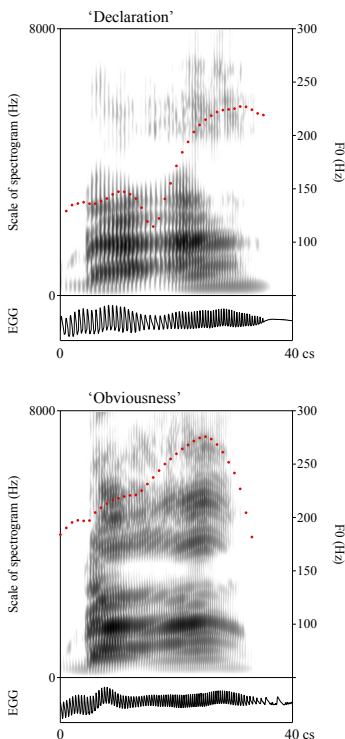 ‘Declaration’
8000
300
250
200
150
100
0
Scale of spectrogram (Hz)
F0 (Hz)
EGG
0
40 cs
‘Obviousness’
8000
300
250
200
150
100
0
Scale of spectrogram (Hz)
F0 (Hz)
EGG
0
40 cs